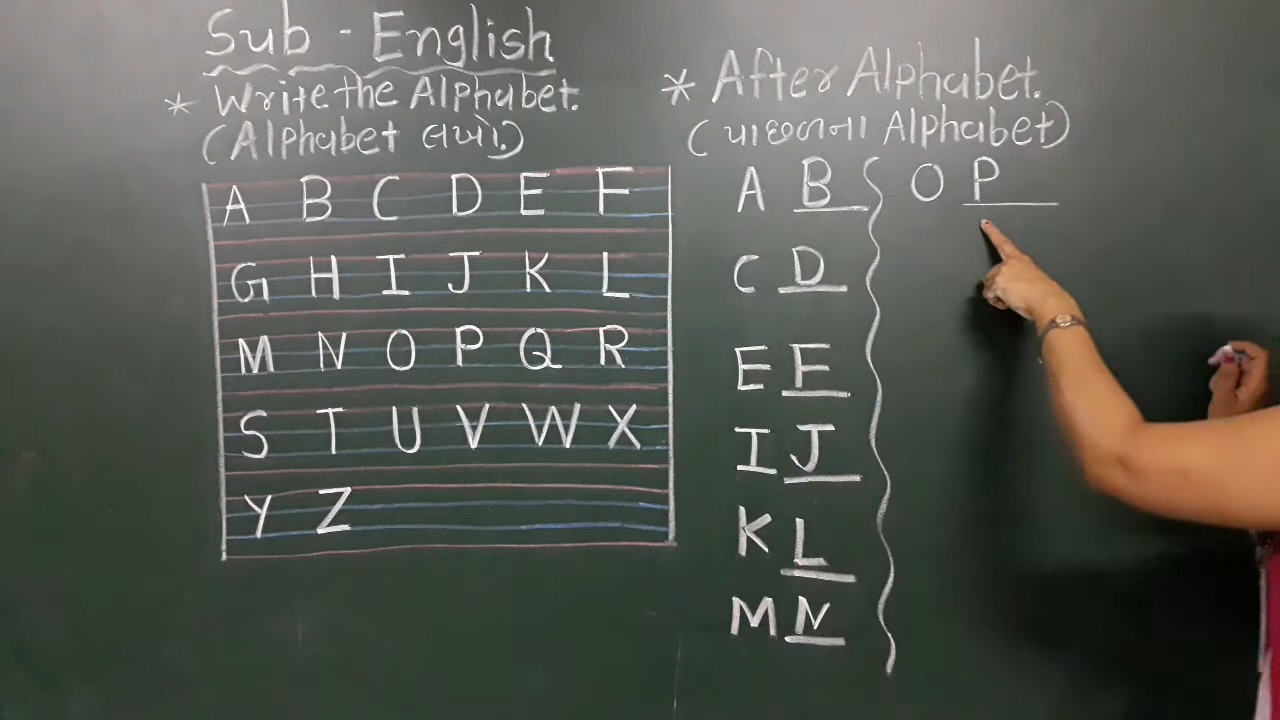 Sub - English
* Write the Alphabet.
(Alphabet લખો.)
A B C D E F
G H I J K L
M N O P Q R
S T U V W X
Y Z
* After Alphabet.
(પાછળના Alphabet)
A B
C D
E F
I J
K L
M N
O P